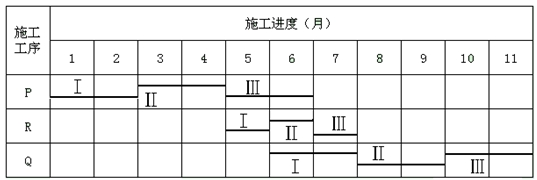 施工工序 施工进度（月）
1 2 3 4 5 6 7 8 9 10 11
P Ⅰ Ⅱ Ⅲ
R Ⅰ Ⅱ Ⅲ
Q Ⅰ Ⅱ Ⅲ